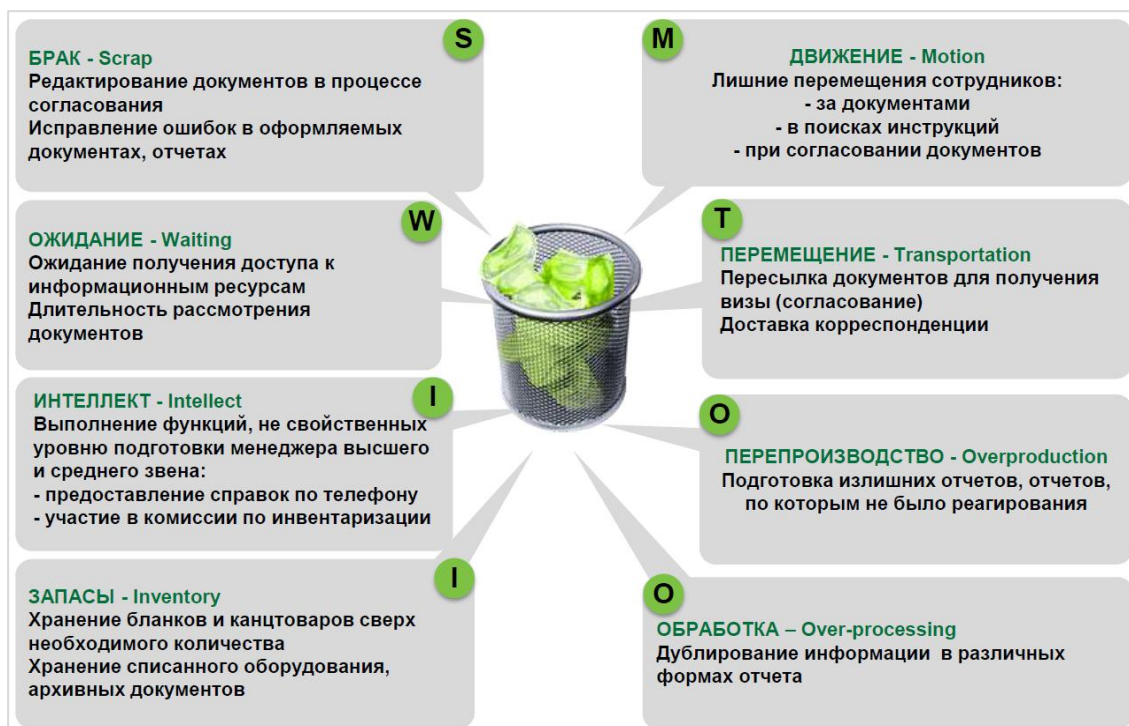 S
БРАК - Scrap
Редактирование документов в процессе
согласования
Исправление ошибок в оформляемых
документах, отчетах
M
ДВИЖЕНИЕ - Motion
Лишние перемещения сотрудников:
- за документами
- в поисках инструкций
- при согласовании документов
W
ОЖИДАНИЕ - Waiting
Ожидание получения доступа к
информационным ресурсам
Длительность рассмотрения
документов
T
ПЕРЕМЕЩЕНИЕ - Transportation
Пересылка документов для получения
визы (согласование)
Доставка корреспонденции
I
ИНТЕЛЛЕКТ - Intellect
Выполнение функций, не свойственных
уровню подготовки менеджера высшего
и среднего звена:
- предоставление справок по телефону
- участие в комиссии по инвентаризации
O
ПЕРЕПРОИЗВОДСТВО - Overproduction
Подготовка излишних отчетов, отчетов,
по которым не было реагирования
I
ЗАПАСЫ - Inventory
Хранение бланков и канцтоваров сверх
необходимого количества
Хранение списанного оборудования,
архивных документов
O
ОБРАБОТКА – Over-processing
Дублирование информации в различных
формах отчета